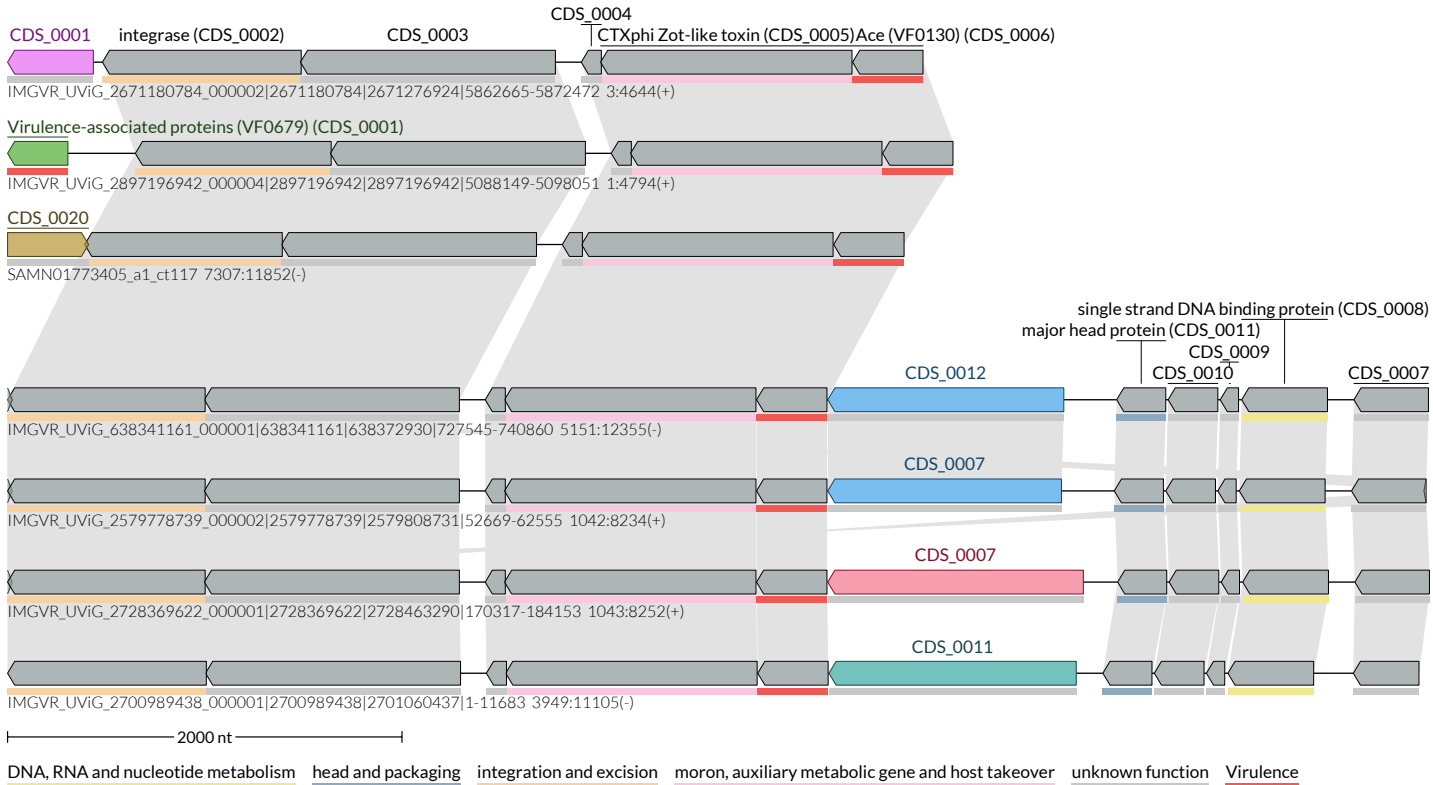 CDS_0004
CDS_0001 integrase (CDS_0002) CDS_0003 CTXphi Zot-like toxin (CDS_0005) Ace (VF0130) (CDS_0006)
IMGVR_UViG_2671180784_000002|2671180784|2671276924|5862665-5872472 3:4644(+)
Virulence-associated proteins (VF0679) (CDS_0001)
IMGVR_UViG_2897196942_000004|2897196942|2897196942|5088149-5098051 1:4794(+)
CDS_0020
SAMN01773405_a1_ct117 7307:11852(-)
single strand DNA binding protein (CDS_0008)
major head protein (CDS_0011)
CDS_0009
CDS_0012 CDS_0010 CDS_0007
IMGVR_UViG_638341161_000001|638341161|638372930|727545-740860 5151:12355(-)
CDS_0007
IMGVR_UViG_2579778739_000002|2579778739|2579808731|52669-62555 1042:8234(+)
CDS_0007
IMGVR_UViG_2728369622_000001|2728369622|2728463290|170317-184153 1043:8252(+)
CDS_0011
IMGVR_UViG_2700989438_000001|2700989438|2701060437|1-11683 3949:11105(-)
2000 nt
DNA, RNA and nucleotide metabolism head and packaging integration and excision moron, auxiliary metabolic gene and host takeover unknown function Virulence